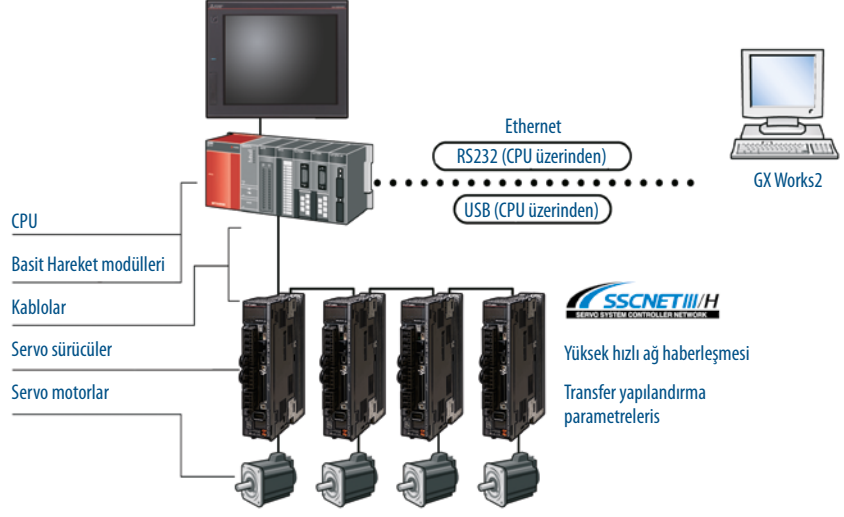 Ethernet
RS232 (CPU üzerinden)
USB (CPU üzerinden)
GX Works2
CPU
Basit Hareket modülleri
Kablolar
Servo sürücüler
Servo motorlar
SSCNETIII/H
SERVO SYSTEM CONTROLLER NETWORK
Yüksek hızlı ağ haberleşmesi
Transfer yapılandırma
parametreleris